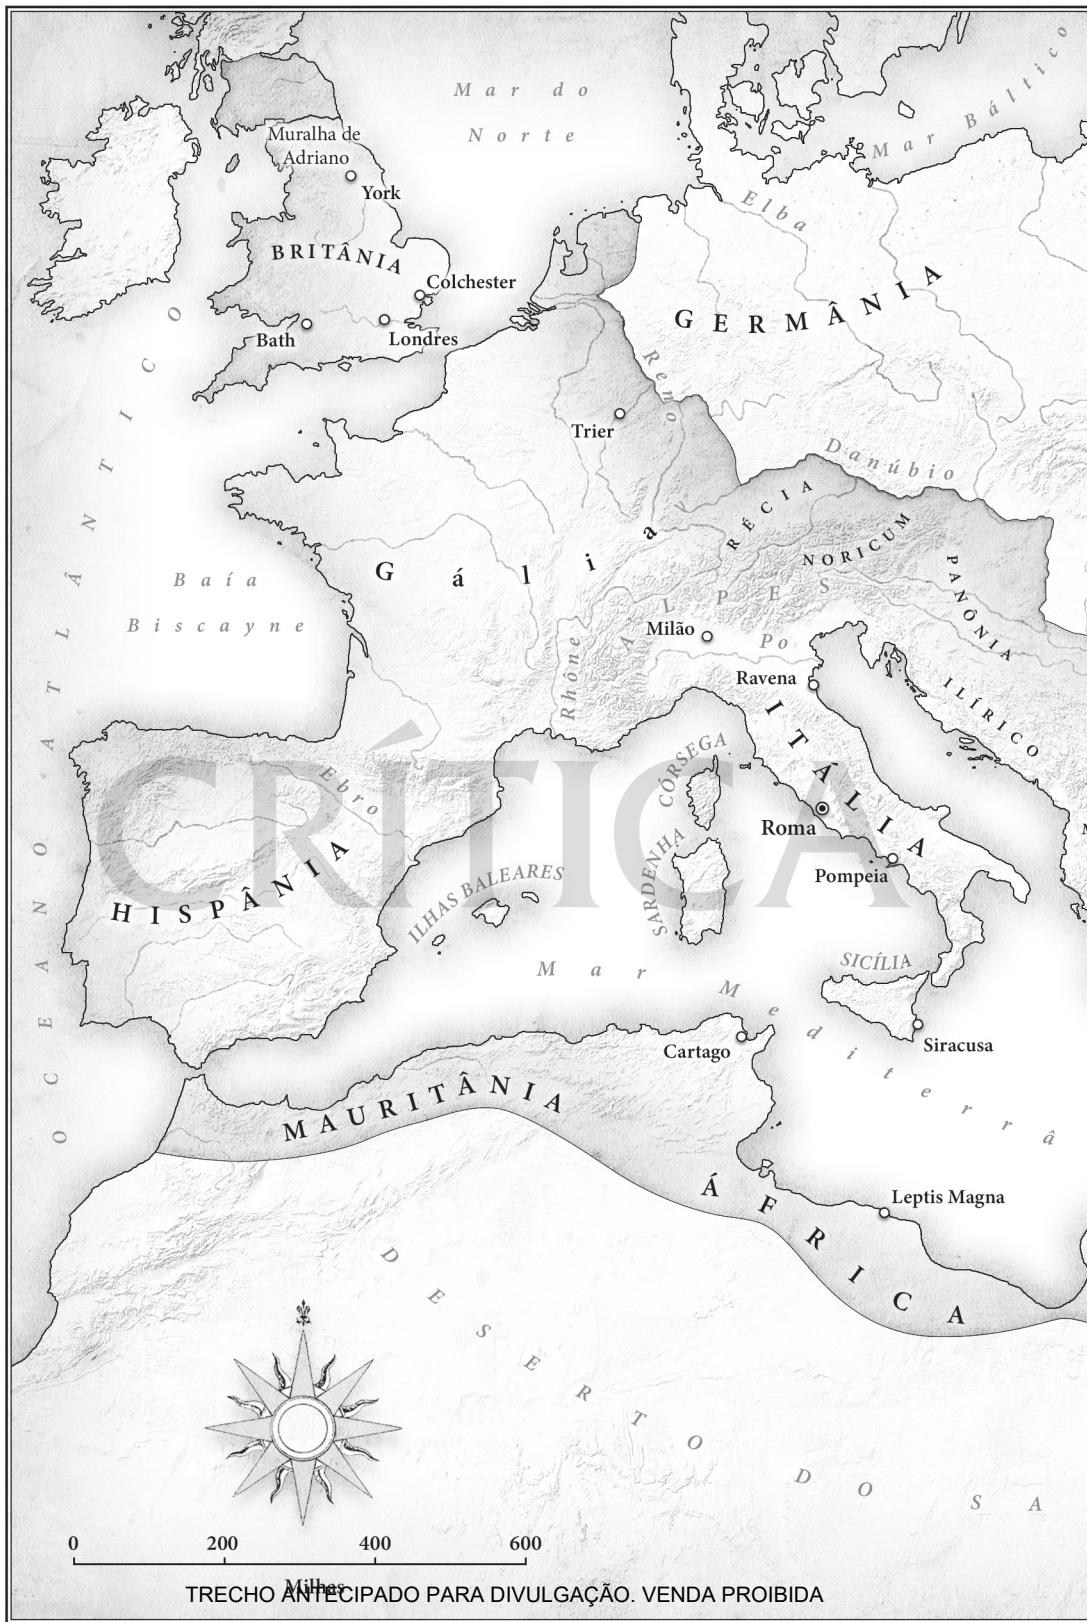 Mar do
Norte
Mar Báltico
Muralha de
Adriano
York
Elba
BRITÂNIA
Colchester
GERMÂNIA
Bath
Londres
Reno
Trier
Danúbio
RÉCIA
NORICUM
Gália
PANÔNIA
Baía
Biscayne
ALPES
Milão
Po
Rhône
Ravena
ILÍRICO
ITÁLIA
CÓRSEGA
CRÍTICA
Ebro
Roma
HISPÂNIA
SARDENHA
Pompeia
ILHAS BALEARES
OCEANO ATLÂNTICO
SICÍLIA
Mar Mediterrâ
Siracusa
Cartago
MAURITÂNIA
ÁFRICA
Leptis Magna
DESERTO DO SA
0 200 400 600
Milhas
TRECHO ANTECIPADO PARA DIVULGAÇÃO. VENDA PROIBIDA